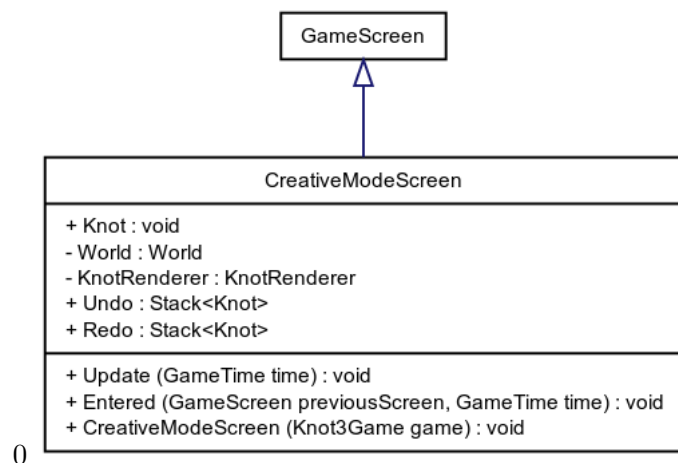 GameScreen
CreativeModeScreen
+ Knot : void
- World : World
- KnotRenderer : KnotRenderer
+ Undo : Stack<Knot>
+ Redo : Stack<Knot>
+ Update (GameTime time) : void
+ Entered (GameScreen previousScreen, GameTime time) : void
+ CreativeModeScreen (Knot3Game game) : void
0